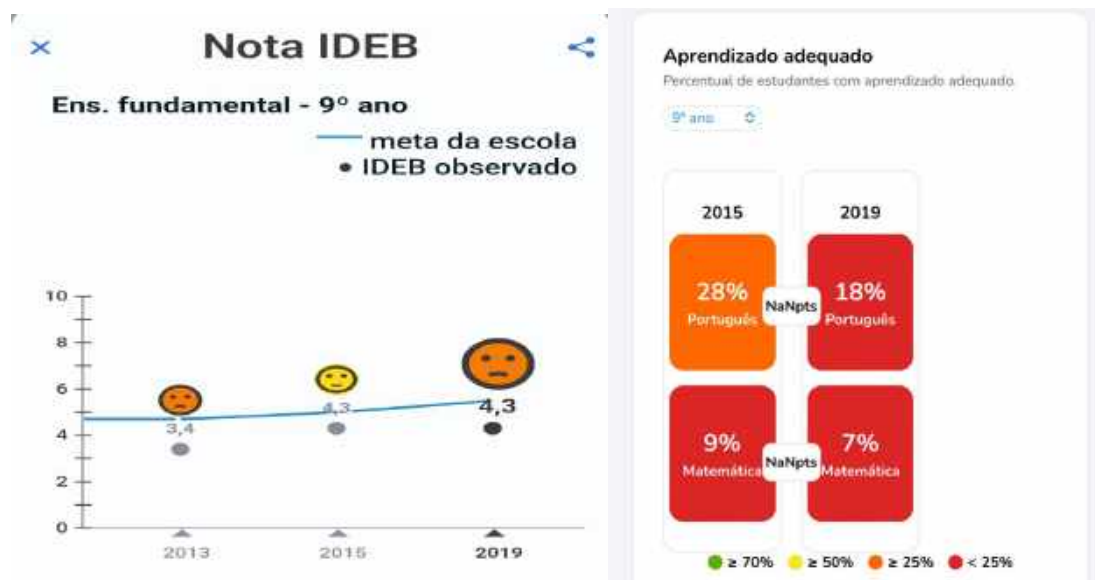 Nota IDEB
Ens. fundamental - 9º ano
meta da escola
IDEB observado
10
8
6
4
2
0
3,4
4,3
4,3
2013
2015
2019
Aprendizado adequado
Percentual de estudantes com aprendizado adequado
9º ano
2015
2019
28%
Português
NaNpts
18%
Português
9%
Matemática
NaNpts
7%
Matemática
≥ 70%
≥ 50%
≥ 25%
< 25%